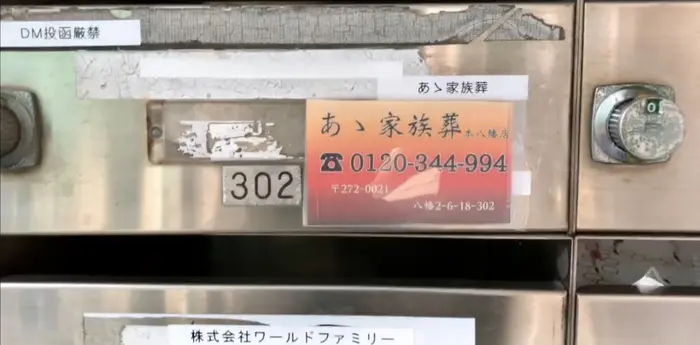 DM投函厳禁
あゝ家族葬
あゝ家族葬 本八幡店
☎ 0120-344-994
〒272-0021
八幡2-6-18-302
302
株式会社ワールドファミリー